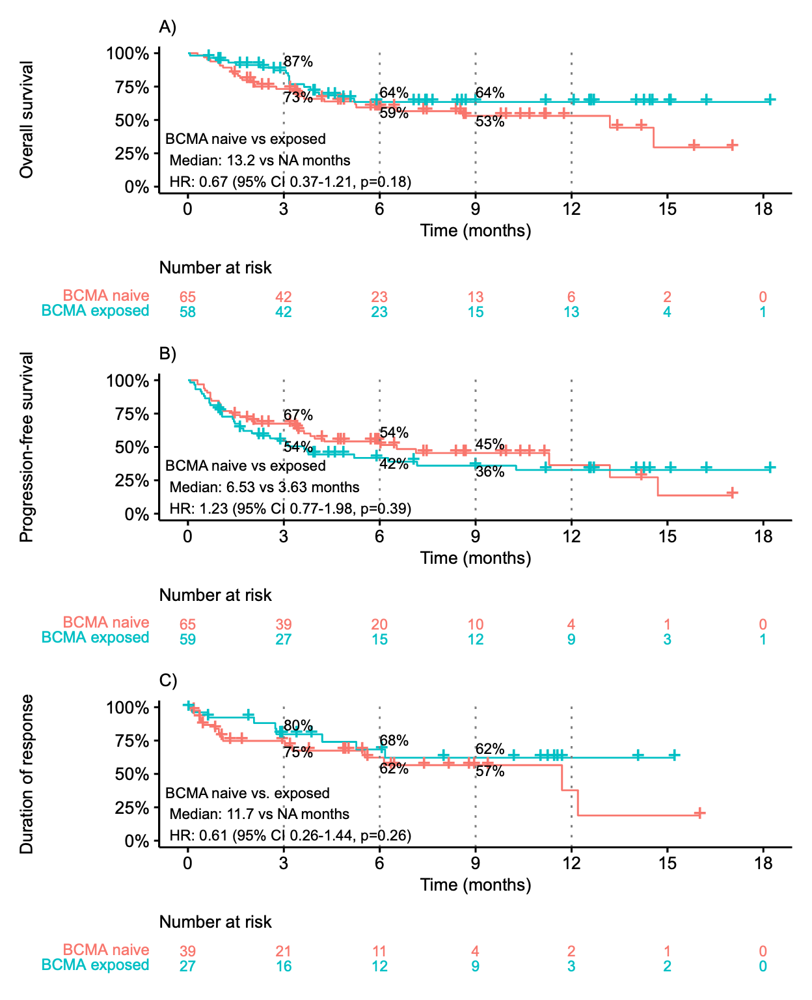 A)
Overall survival
100%
75%
50%
25%
0%
87%
73%
64%
59%
64%
53%
BCMA naive vs exposed
Median: 13.2 vs NA months
HR: 0.67 (95% CI 0.37-1.21, p=0.18)
0 3 6 9 12 15 18
Time (months)
Number at risk
BCMA naive 65 42 23 13 6 2 0
BCMA exposed 58 42 23 15 13 4 1
B)
Progression-free survival
100%
75%
50%
25%
0%
67%
54%
54%
42%
45%
36%
BCMA naive vs exposed
Median: 6.53 vs 3.63 months
HR: 1.23 (95% CI 0.77-1.98, p=0.39)
0 3 6 9 12 15 18
Time (months)
Number at risk
BCMA naive 65 39 20 10 4 1 0
BCMA exposed 59 27 15 12 9 3 1
C)
Duration of response
100%
75%
50%
25%
0%
80%
75%
68%
62%
62%
57%
BCMA naive vs. exposed
Median: 11.7 vs NA months
HR: 0.61 (95% CI 0.26-1.44, p=0.26)
0 3 6 9 12 15 18
Time (months)
Number at risk
BCMA naive 39 21 11 4 2 1 0
BCMA exposed 27 16 12 9 3 2 0